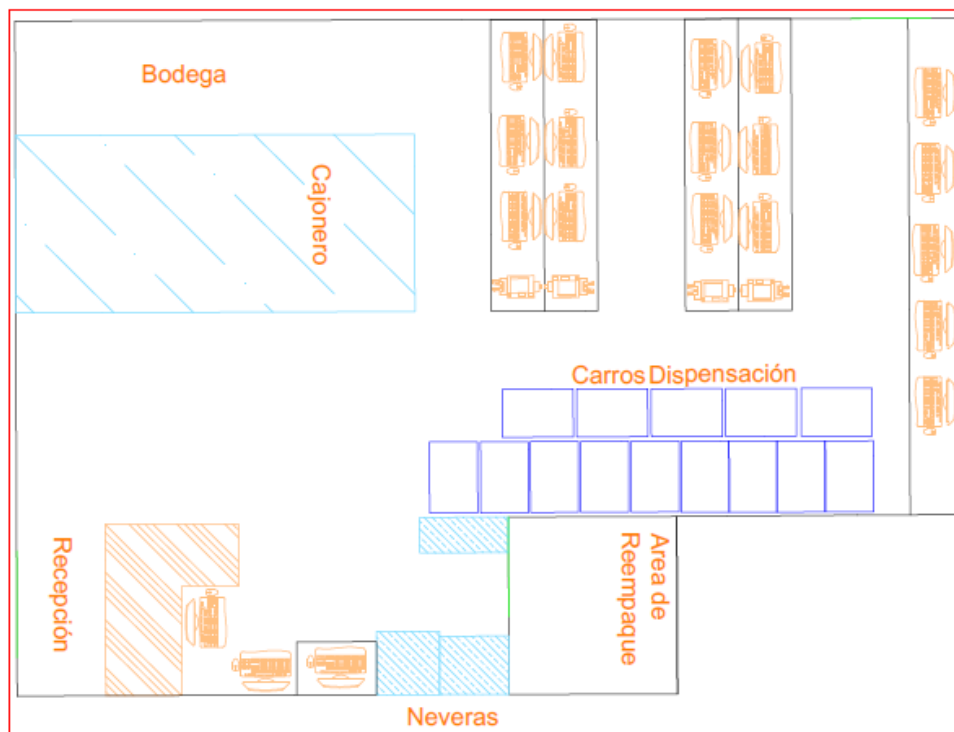 Bodega
Cajonero
Carros Dispensación
Recepción
Area de
Reempaque
Neveras